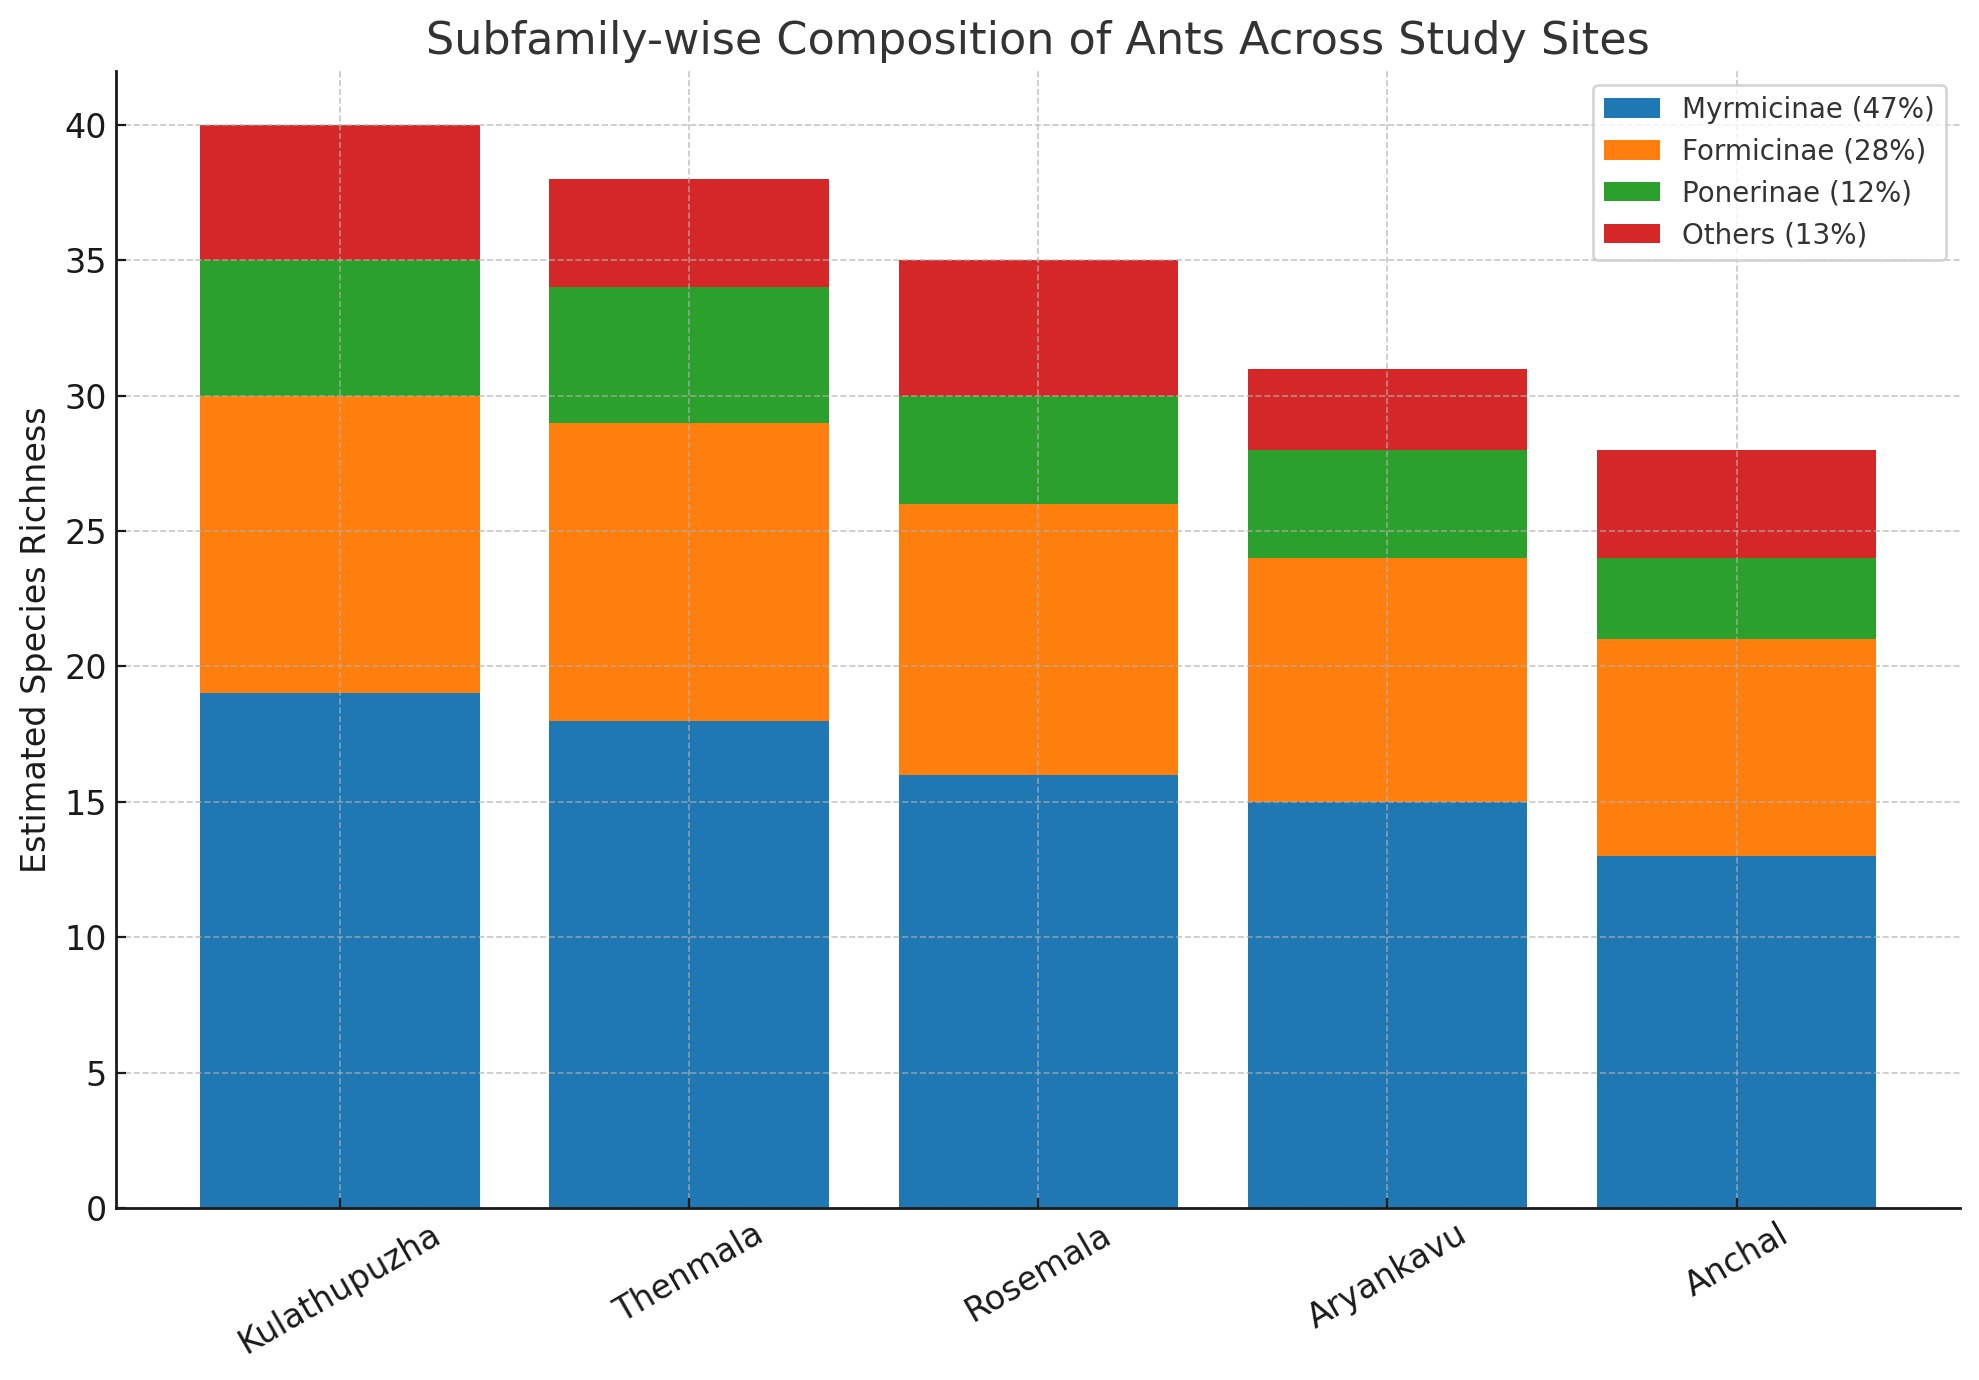 Subfamily-wise Composition of Ants Across Study Sites
Myrmicinae (47%)
Formicinae (28%)
Ponerinae (12%)
Others (13%)
Estimated Species Richness
40
35
30
25
20
15
10
5
0
Kulathupuzha
Thenmala
Rosemala
Aryankavu
Anchal